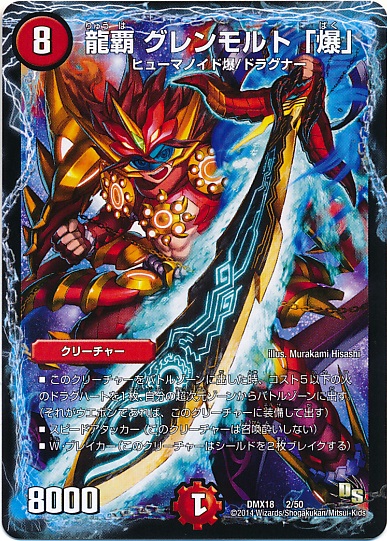 8
りゅう は
ばく
龍覇 グレンモルト「爆」
ヒューマノイド爆/ドラグナー
illus. Murakami Hisashi
クリーチャー
■ このクリーチャーをバトルゾーンに出した時、コスト5以下の火
のドラグハートを1枚、自分の超次元ゾーンからバトルゾーンに出す
(それがウエポンであれば、このクリーチャーに装備して出す)
■ スピードアタッカー(このクリーチャーは召喚酔いしない)
■ W・ブレイカー(このクリーチャーはシールドを2枚ブレイクする)
8000
1
DMX18 2/50
©2014 Wizards/Shogakukan/Mitsui-Kids
DS